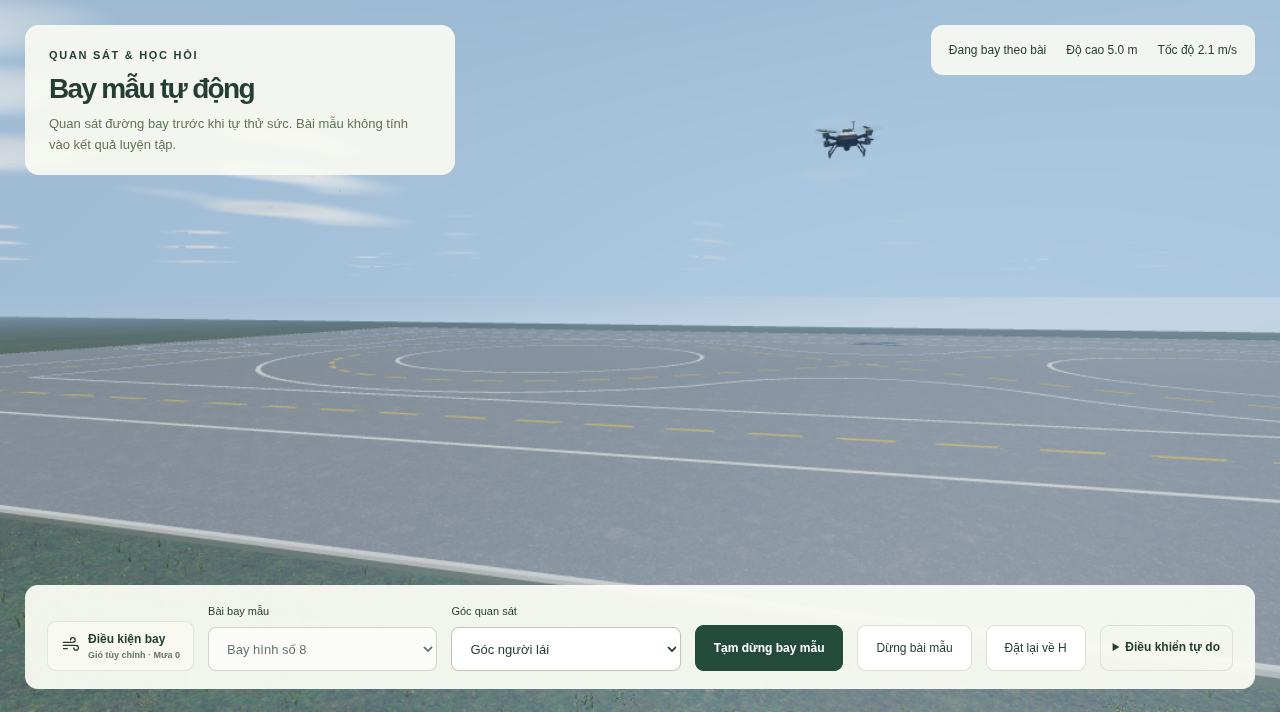 QUAN SÁT & HỌC HỎI
Bay mẫu tự động
Quan sát đường bay trước khi tự thử sức. Bài mẫu không tính
vào kết quả luyện tập.
Đang bay theo bài
Độ cao 5.0 m
Tốc độ 2.1 m/s
Điều kiện bay
Gió tùy chỉnh · Mưa 0
Bài bay mẫu
Bay hình số 8
Góc quan sát
Góc người lái
Tạm dừng bay mẫu
Dừng bài mẫu
Đặt lại về H
Điều khiển tự do